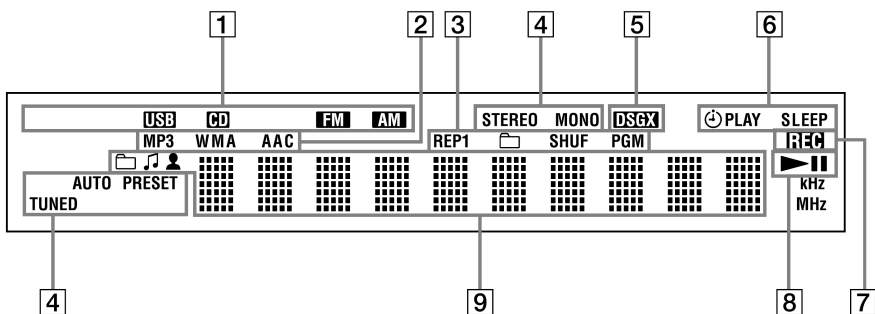 1 2 3 4 5 6
USB CD FM AM STEREO MONO DSGX PLAY SLEEP
MP3 WMA AAC REP1 SHUF PGM REC
AUTO PRESET kHz
TUNED MHz
4 9 8 7